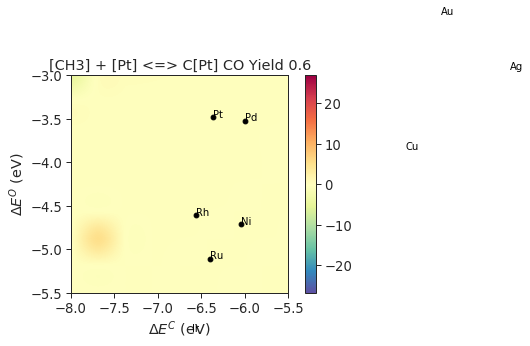 Au
Ag
[CH3] + [Pt] <=> C[Pt] CO Yield 0.6
Cu
−3.0
−3.5
−4.0
−4.5
−5.0
−5.5
ΔE^O (eV)
Pt
Pd
Rh
Ni
Ru
20
10
0
−10
−20
−8.0 −7.5 −7.0 −6.5 −6.0 −5.5
ΔE^C (eV)
Ir